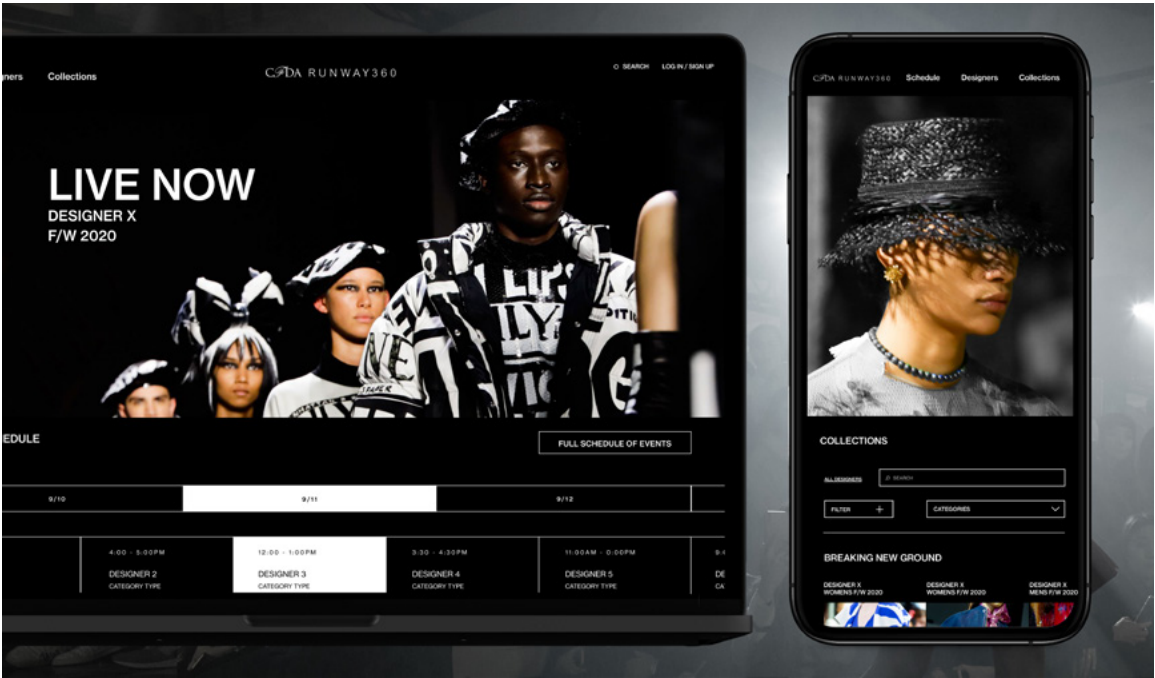 gners Collections
CFDA RUNWAY360
SEARCH LOG IN / SIGN UP
LIVE NOW
DESIGNER X
F/W 2020
LIPS
EDULE
FULL SCHEDULE OF EVENTS
9/10 9/11 9/12
4:00 - 5:00PM 12:00 - 1:00PM 3:30 - 4:30PM 11:00AM - 0:00PM
DESIGNER 2 DESIGNER 3 DESIGNER 4 DESIGNER 5 DE
CATEGORY TYPE CATEGORY TYPE CATEGORY TYPE CATEGORY TYPE CA
CFDA RUNWAY360 Schedule Designers Collections
COLLECTIONS
ALL DESIGNERS SEARCH
FILTER + CATEGORIES
BREAKING NEW GROUND
DESIGNER X DESIGNER X DESIGNER X
WOMENS F/W 2020 WOMENS F/W 2020 MENS F/W 2020